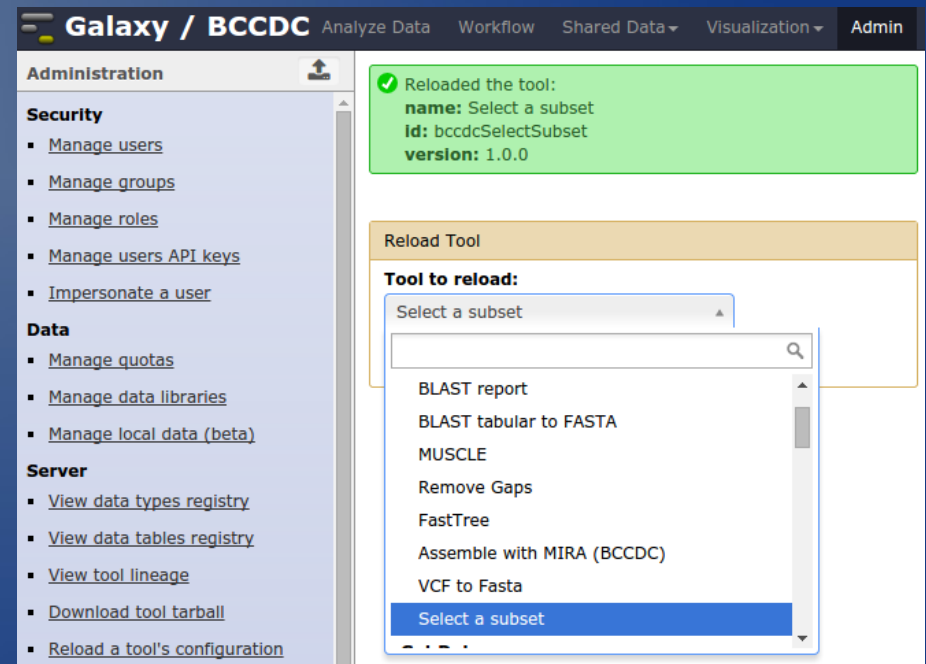 Galaxy / BCCDC Analyze Data Workflow Shared Data Visualization Admin
Administration
Security
Manage users
Manage groups
Manage roles
Manage users API keys
Impersonate a user
Data
Manage quotas
Manage data libraries
Manage local data (beta)
Server
View data types registry
View data tables registry
View tool lineage
Download tool tarball
Reload a tool's configuration
Reloaded the tool:
name: Select a subset
id: bccdcSelectSubset
version: 1.0.0
Reload Tool
Tool to reload:
Select a subset
BLAST report
BLAST tabular to FASTA
MUSCLE
Remove Gaps
FastTree
Assemble with MIRA (BCCDC)
VCF to Fasta
Select a subset